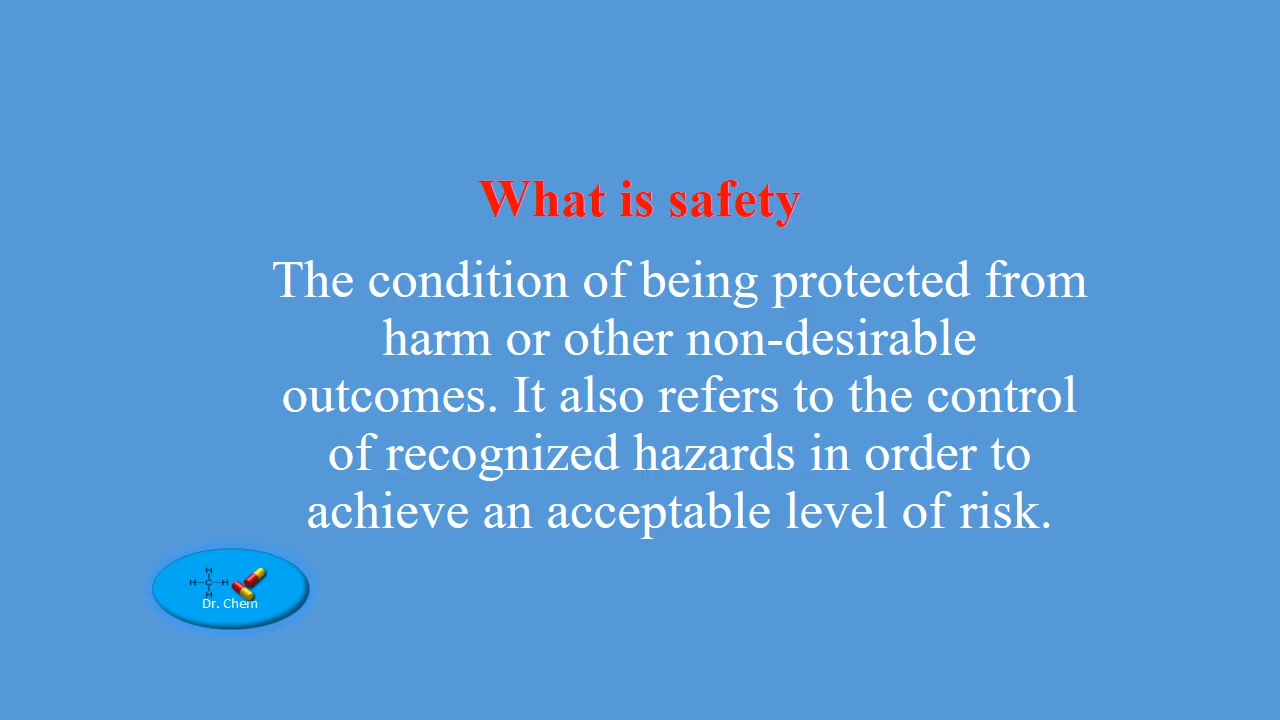 What is safety
The condition of being protected from
harm or other non-desirable
outcomes. It also refers to the control
of recognized hazards in order to
achieve an acceptable level of risk.
H
H C H
H
Dr. Chem